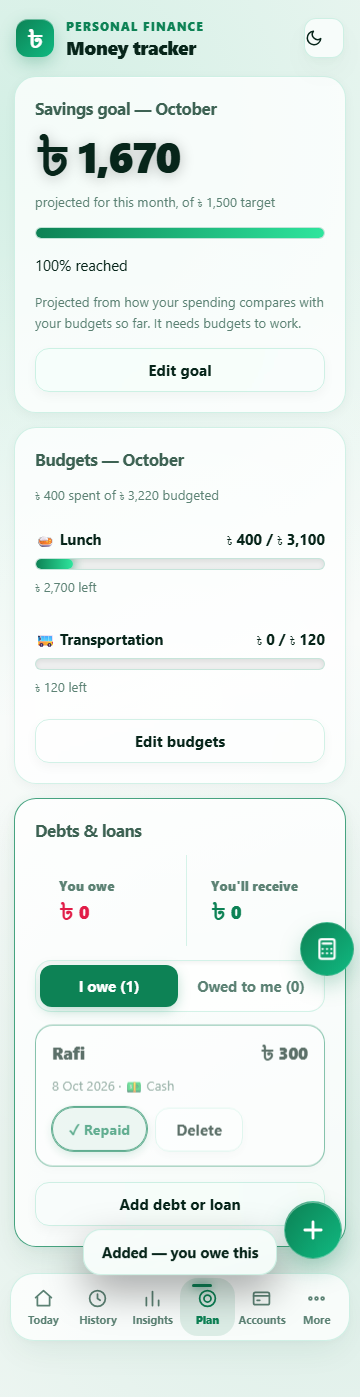 ৳
PERSONAL FINANCE
Money tracker
Savings goal — October
৳ 1,670
projected for this month, of ৳ 1,500 target
100% reached
Projected from how your spending compares with
your budgets so far. It needs budgets to work.
Edit goal
Budgets — October
৳ 400 spent of ৳ 3,220 budgeted
Lunch ৳ 400 / ৳ 3,100
৳ 2,700 left
Transportation ৳ 0 / ৳ 120
৳ 120 left
Edit budgets
Debts & loans
You owe You'll receive
৳ 0 ৳ 0
I owe (1) Owed to me (0)
Rafi ৳ 300
8 Oct 2026 · Cash
✓ Repaid Delete
Add debt or loan
Added — you owe this
Today History Insights Plan Accounts More